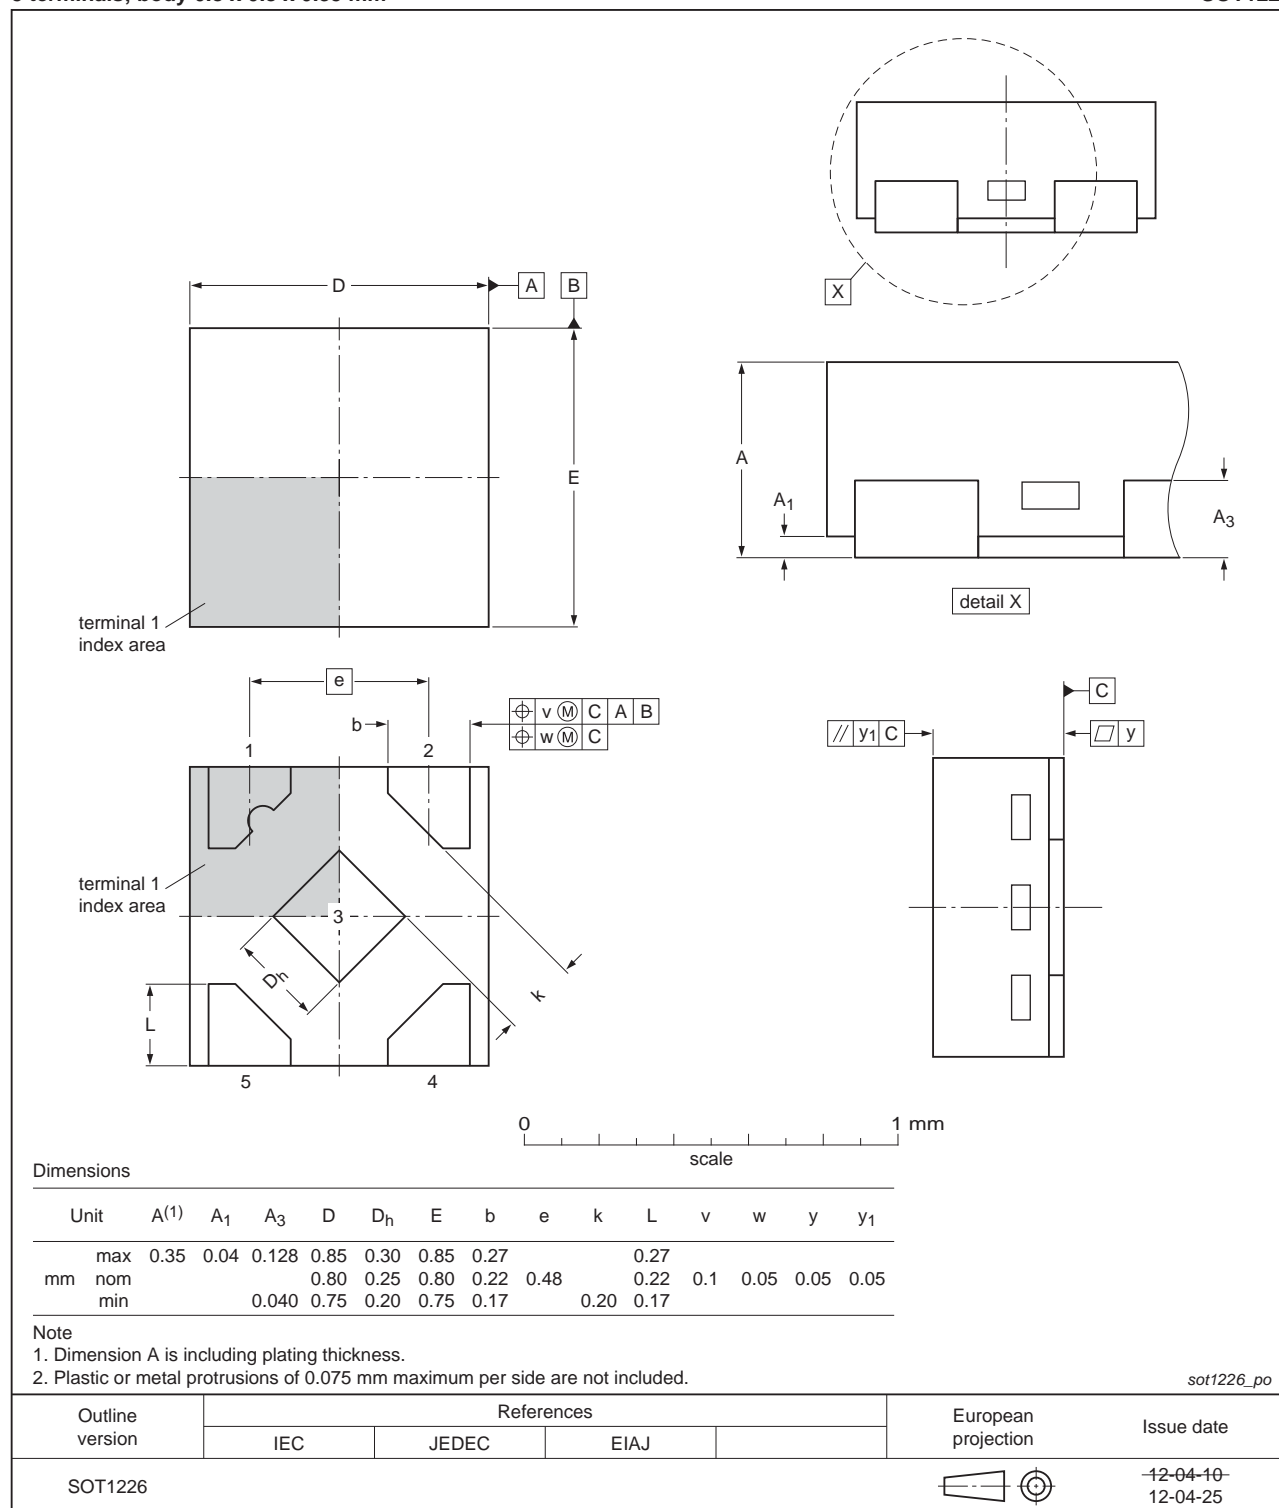 D
A
B
X
E
A
A1
A3
detail X
terminal 1
index area
e
b
v M C A B
w M C
C
// y1 C
y
1
2
terminal 1
index area
3
Dh
k
L
5
4
0
1 mm
scale
Dimensions
Unit A(1) A1 A3 D Dh E b e k L v w y y1
max 0.35 0.04 0.128 0.85 0.30 0.85 0.27 0.27
mm nom 0.80 0.25 0.80 0.22 0.48 0.22 0.1 0.05 0.05 0.05
min 0.040 0.75 0.20 0.75 0.17 0.20 0.17
Note
1. Dimension A is including plating thickness.
2. Plastic or metal protrusions of 0.075 mm maximum per side are not included.
sot1226_po
Outline version
References
European projection
Issue date
IEC
JEDEC
EIAJ
SOT1226
12-04-10
12-04-25